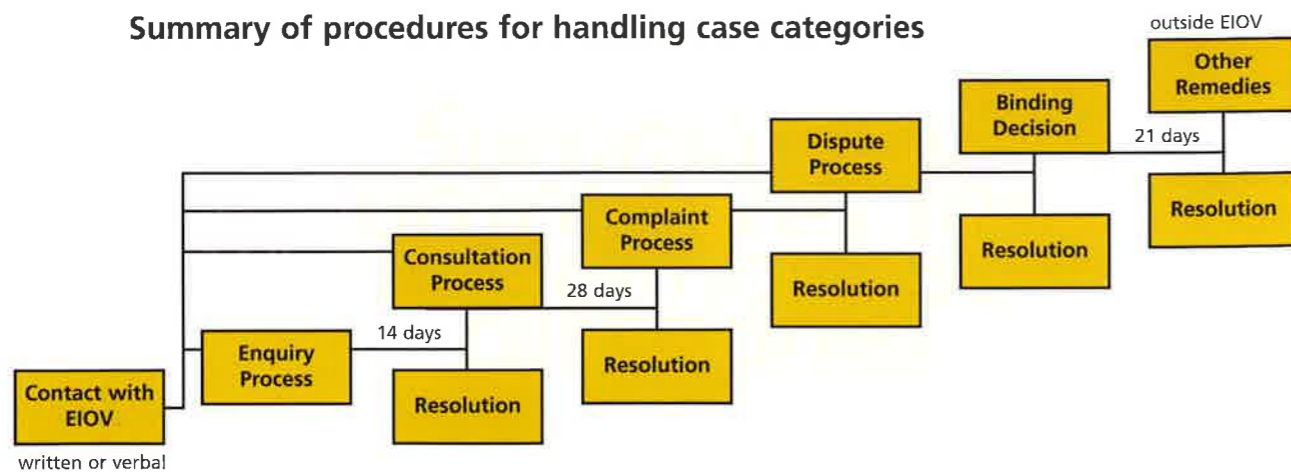 Summary of procedures for handling case categories
outside EIOV
Other
Remedies
Binding
Decision
21 days
Dispute
Process
Resolution
Complaint
Process
Resolution
Consultation
Process
28 days
Resolution
14 days
Enquiry
Process
Resolution
Contact with
EIOV
Resolution
written or verbal